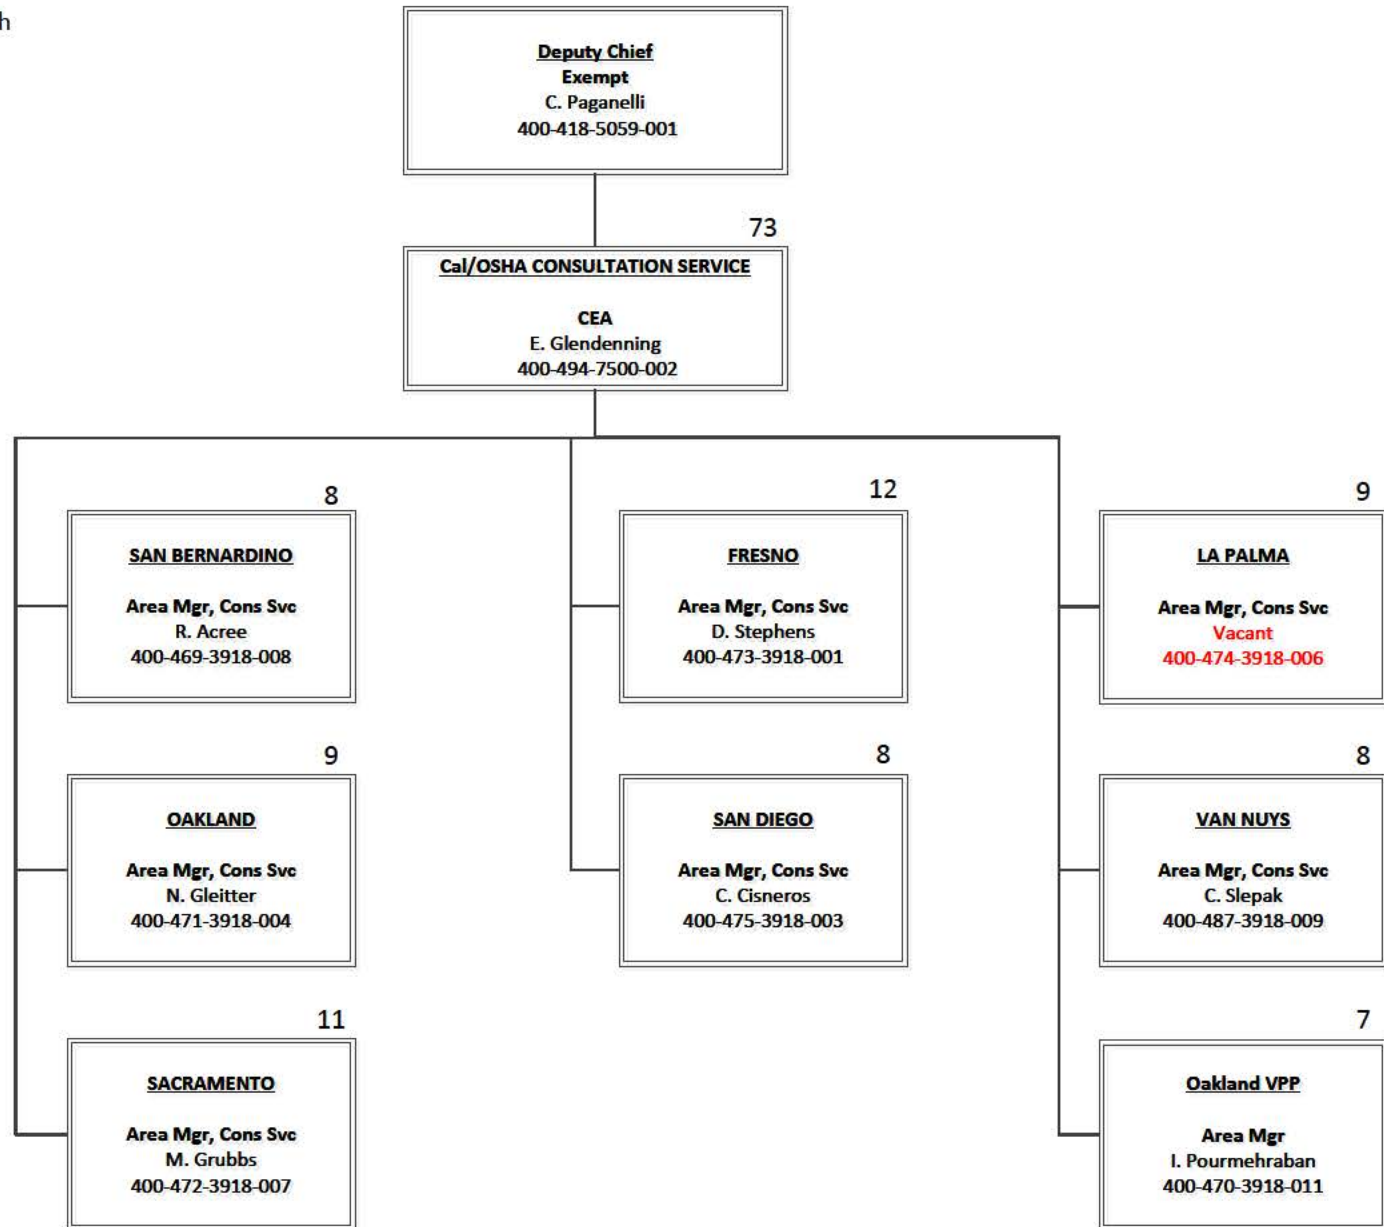 h
Deputy Chief
Exempt
C. Paganelli
400-418-5059-001
73
Cal/OSHA CONSULTATION SERVICE
CEA
E. Glendenning
400-494-7500-002
8
SAN BERNARDINO
Area Mgr, Cons Svc
R. Acree
400-469-3918-008
12
FRESNO
Area Mgr, Cons Svc
D. Stephens
400-473-3918-001
9
LA PALMA
Area Mgr, Cons Svc
Vacant
400-474-3918-006
9
OAKLAND
Area Mgr, Cons Svc
N. Gleitter
400-471-3918-004
8
SAN DIEGO
Area Mgr, Cons Svc
C. Cisneros
400-475-3918-003
8
VAN NUYS
Area Mgr, Cons Svc
C. Slepak
400-487-3918-009
11
SACRAMENTO
Area Mgr, Cons Svc
M. Grubbs
400-472-3918-007
7
Oakland VPP
Area Mgr
I. Pourmehraban
400-470-3918-011